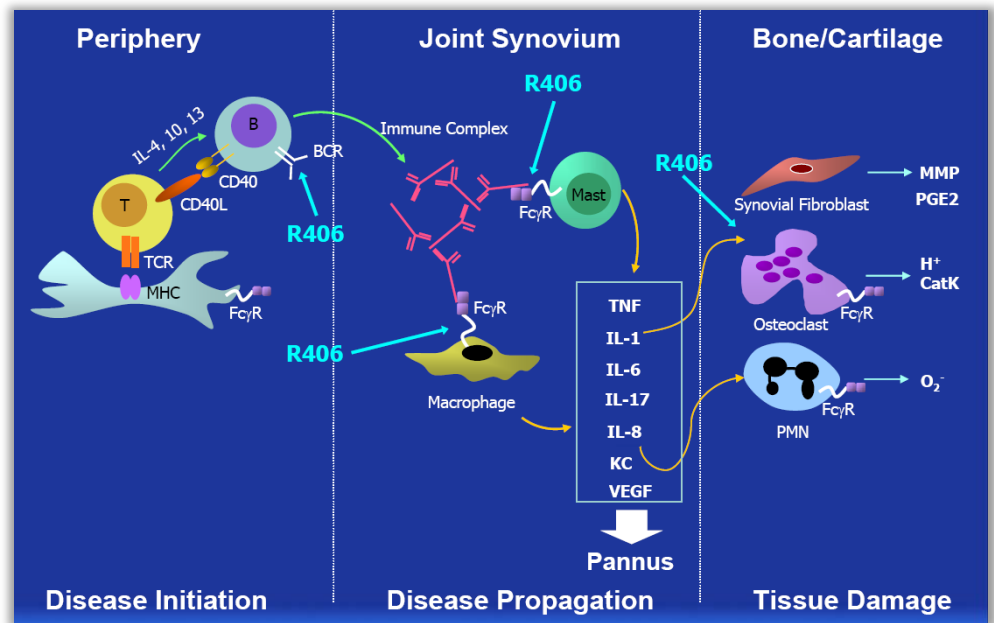 Periphery
Joint Synovium
Bone/Cartilage
IL-4, 10, 13
B
BCR
CD40
CD40L
T
TCR
MHC
FcγR
R406
Immune Complex
R406
FcγR
Mast
FcγR
R406
Macrophage
TNF
IL-1
IL-6
IL-17
IL-8
KC
VEGF
Pannus
R406
Synovial Fibroblast
MMP
PGE2
H⁺
CatK
FcγR
Osteoclast
O₂⁻
FcγR
PMN
Disease Initiation
Disease Propagation
Tissue Damage